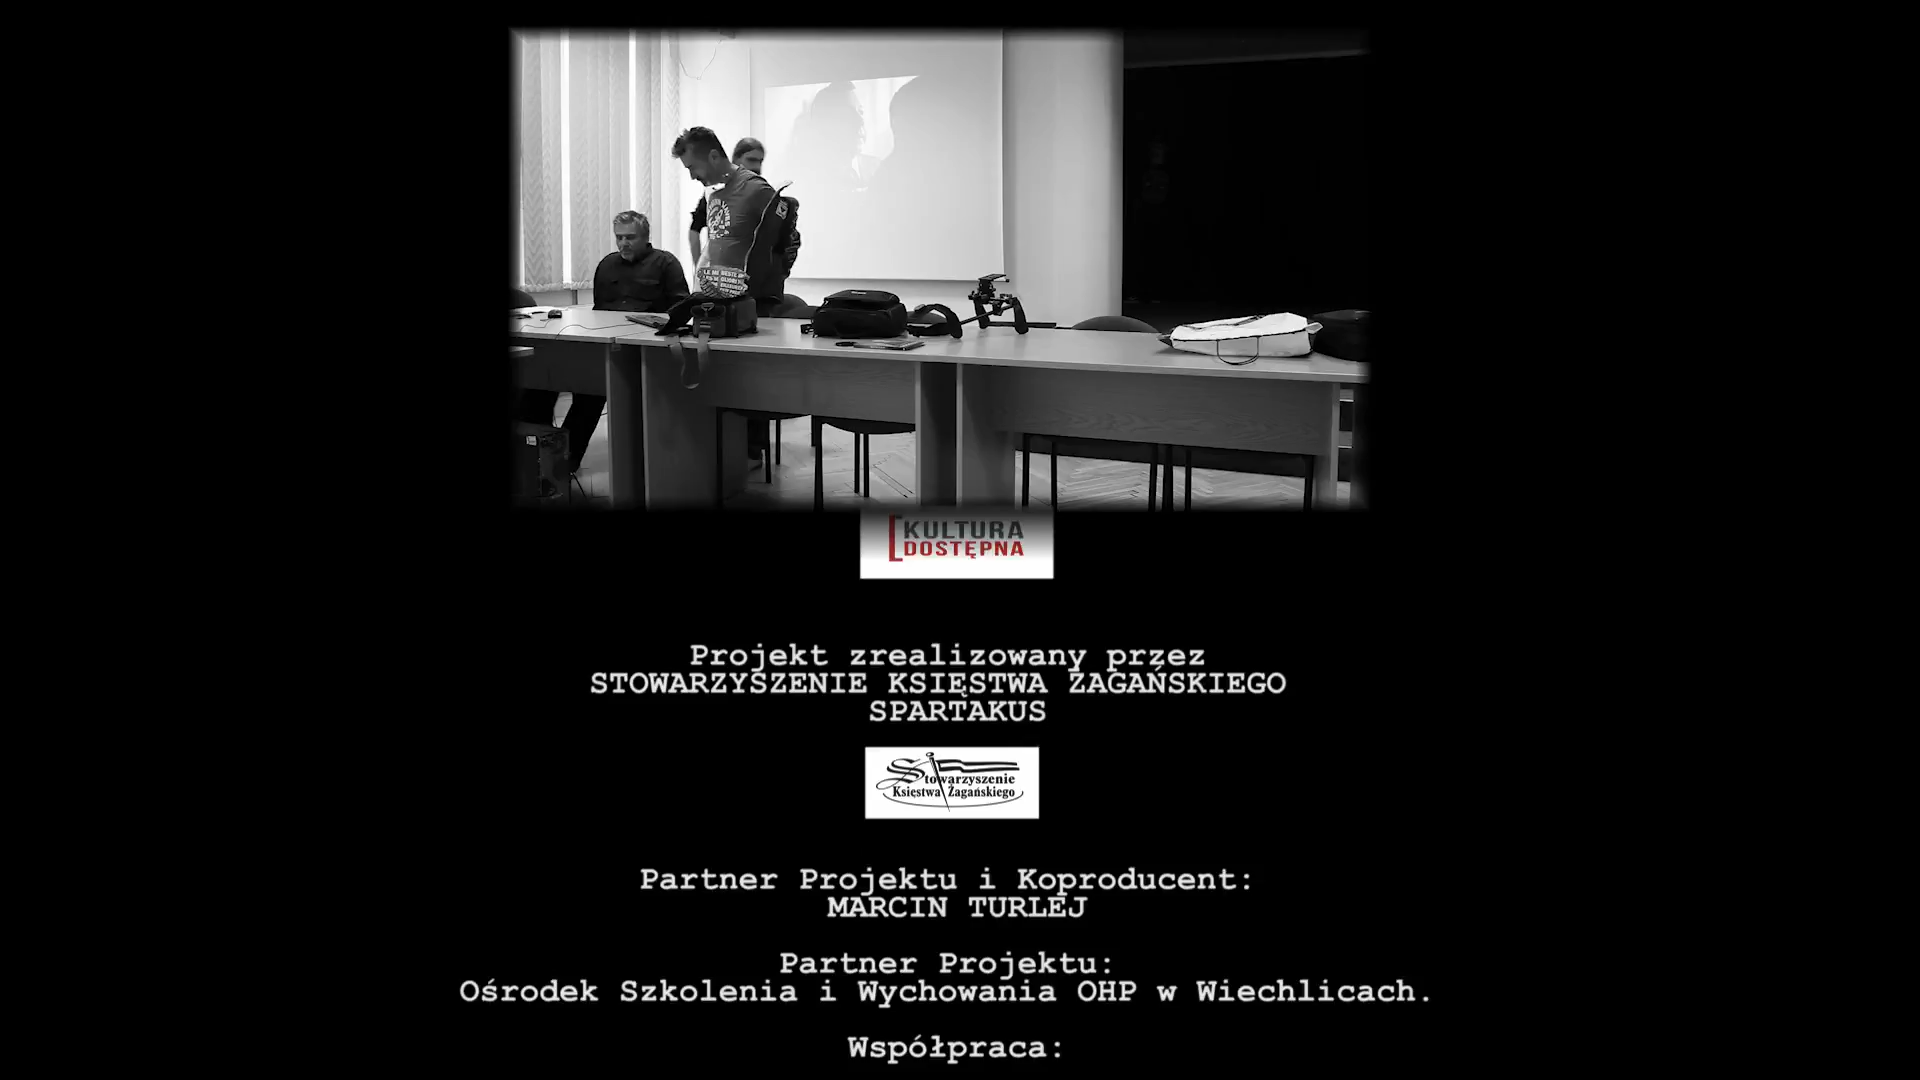 [KULTURA
DOSTĘPNA
Projekt zrealizowany przez
STOWARZYSZENIE KSIĘSTWA ŻAGAŃSKIEGO
SPARTAKUS
Stowarzyszenie
Księstwa Żagańskiego
Partner Projektu i Koproducent:
MARCIN TURLEJ
Partner Projektu:
Ośrodek Szkolenia i Wychowania OHP w Wiechlicach.
Współpraca: